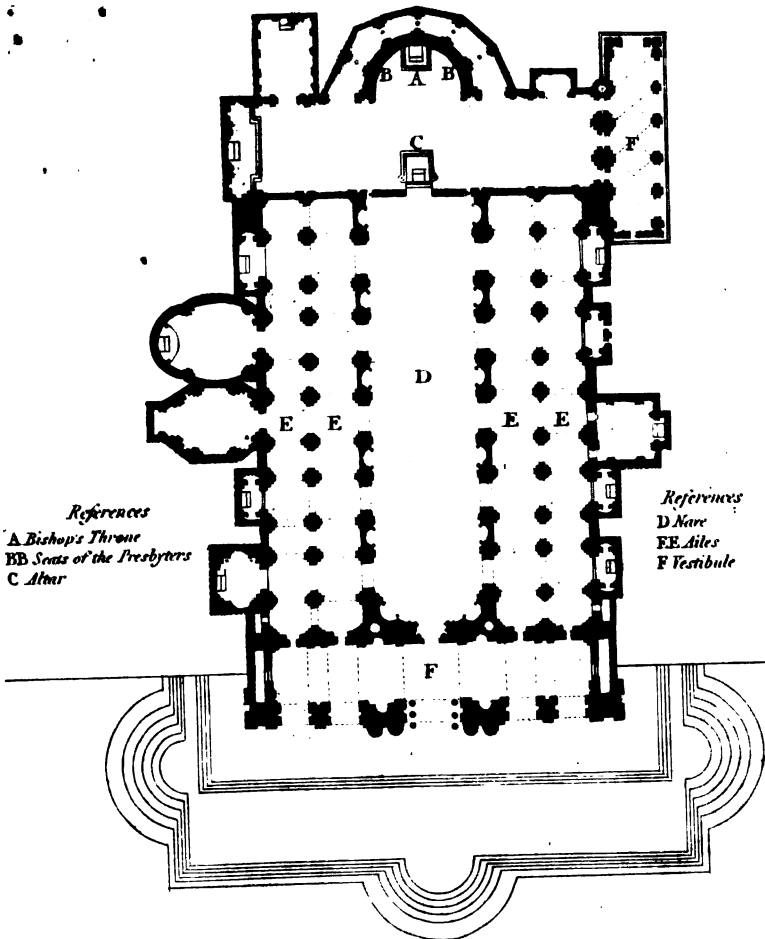 B A B
C
F
D
E E E E
References
A Bishop's Throne
BB Seats of the Presbyters
C Altar
References
D Nave
EE Ailes
F Vestibule
F